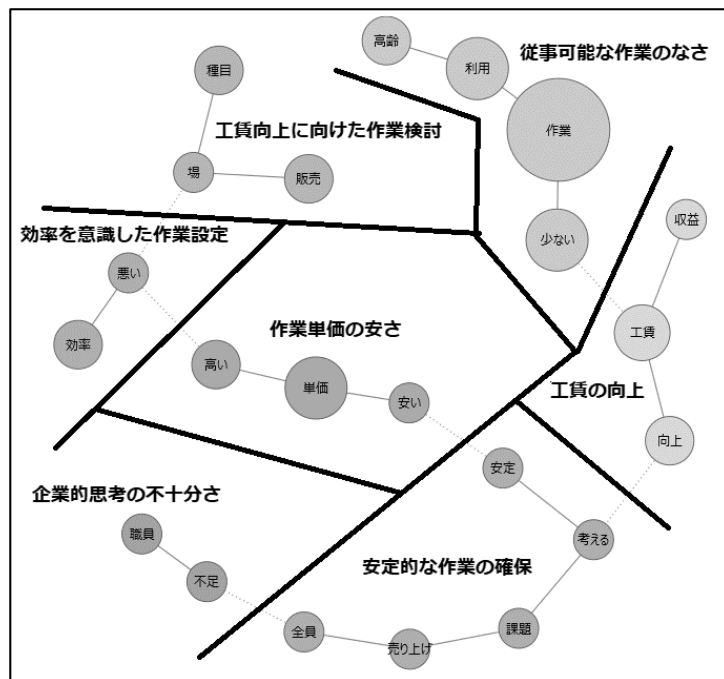 高齢
利用
従事可能な作業のなさ
種目
作業
工賃向上に向けた作業検討
場
販売
収益
効率を意識した作業設定
少ない
悪い
作業単価の安さ
工賃
効率
高い
単価
安い
工賃の向上
向上
安定
企業的思考の不十分さ
職員
考える
不足
安定的な作業の確保
全員
売り上げ
課題